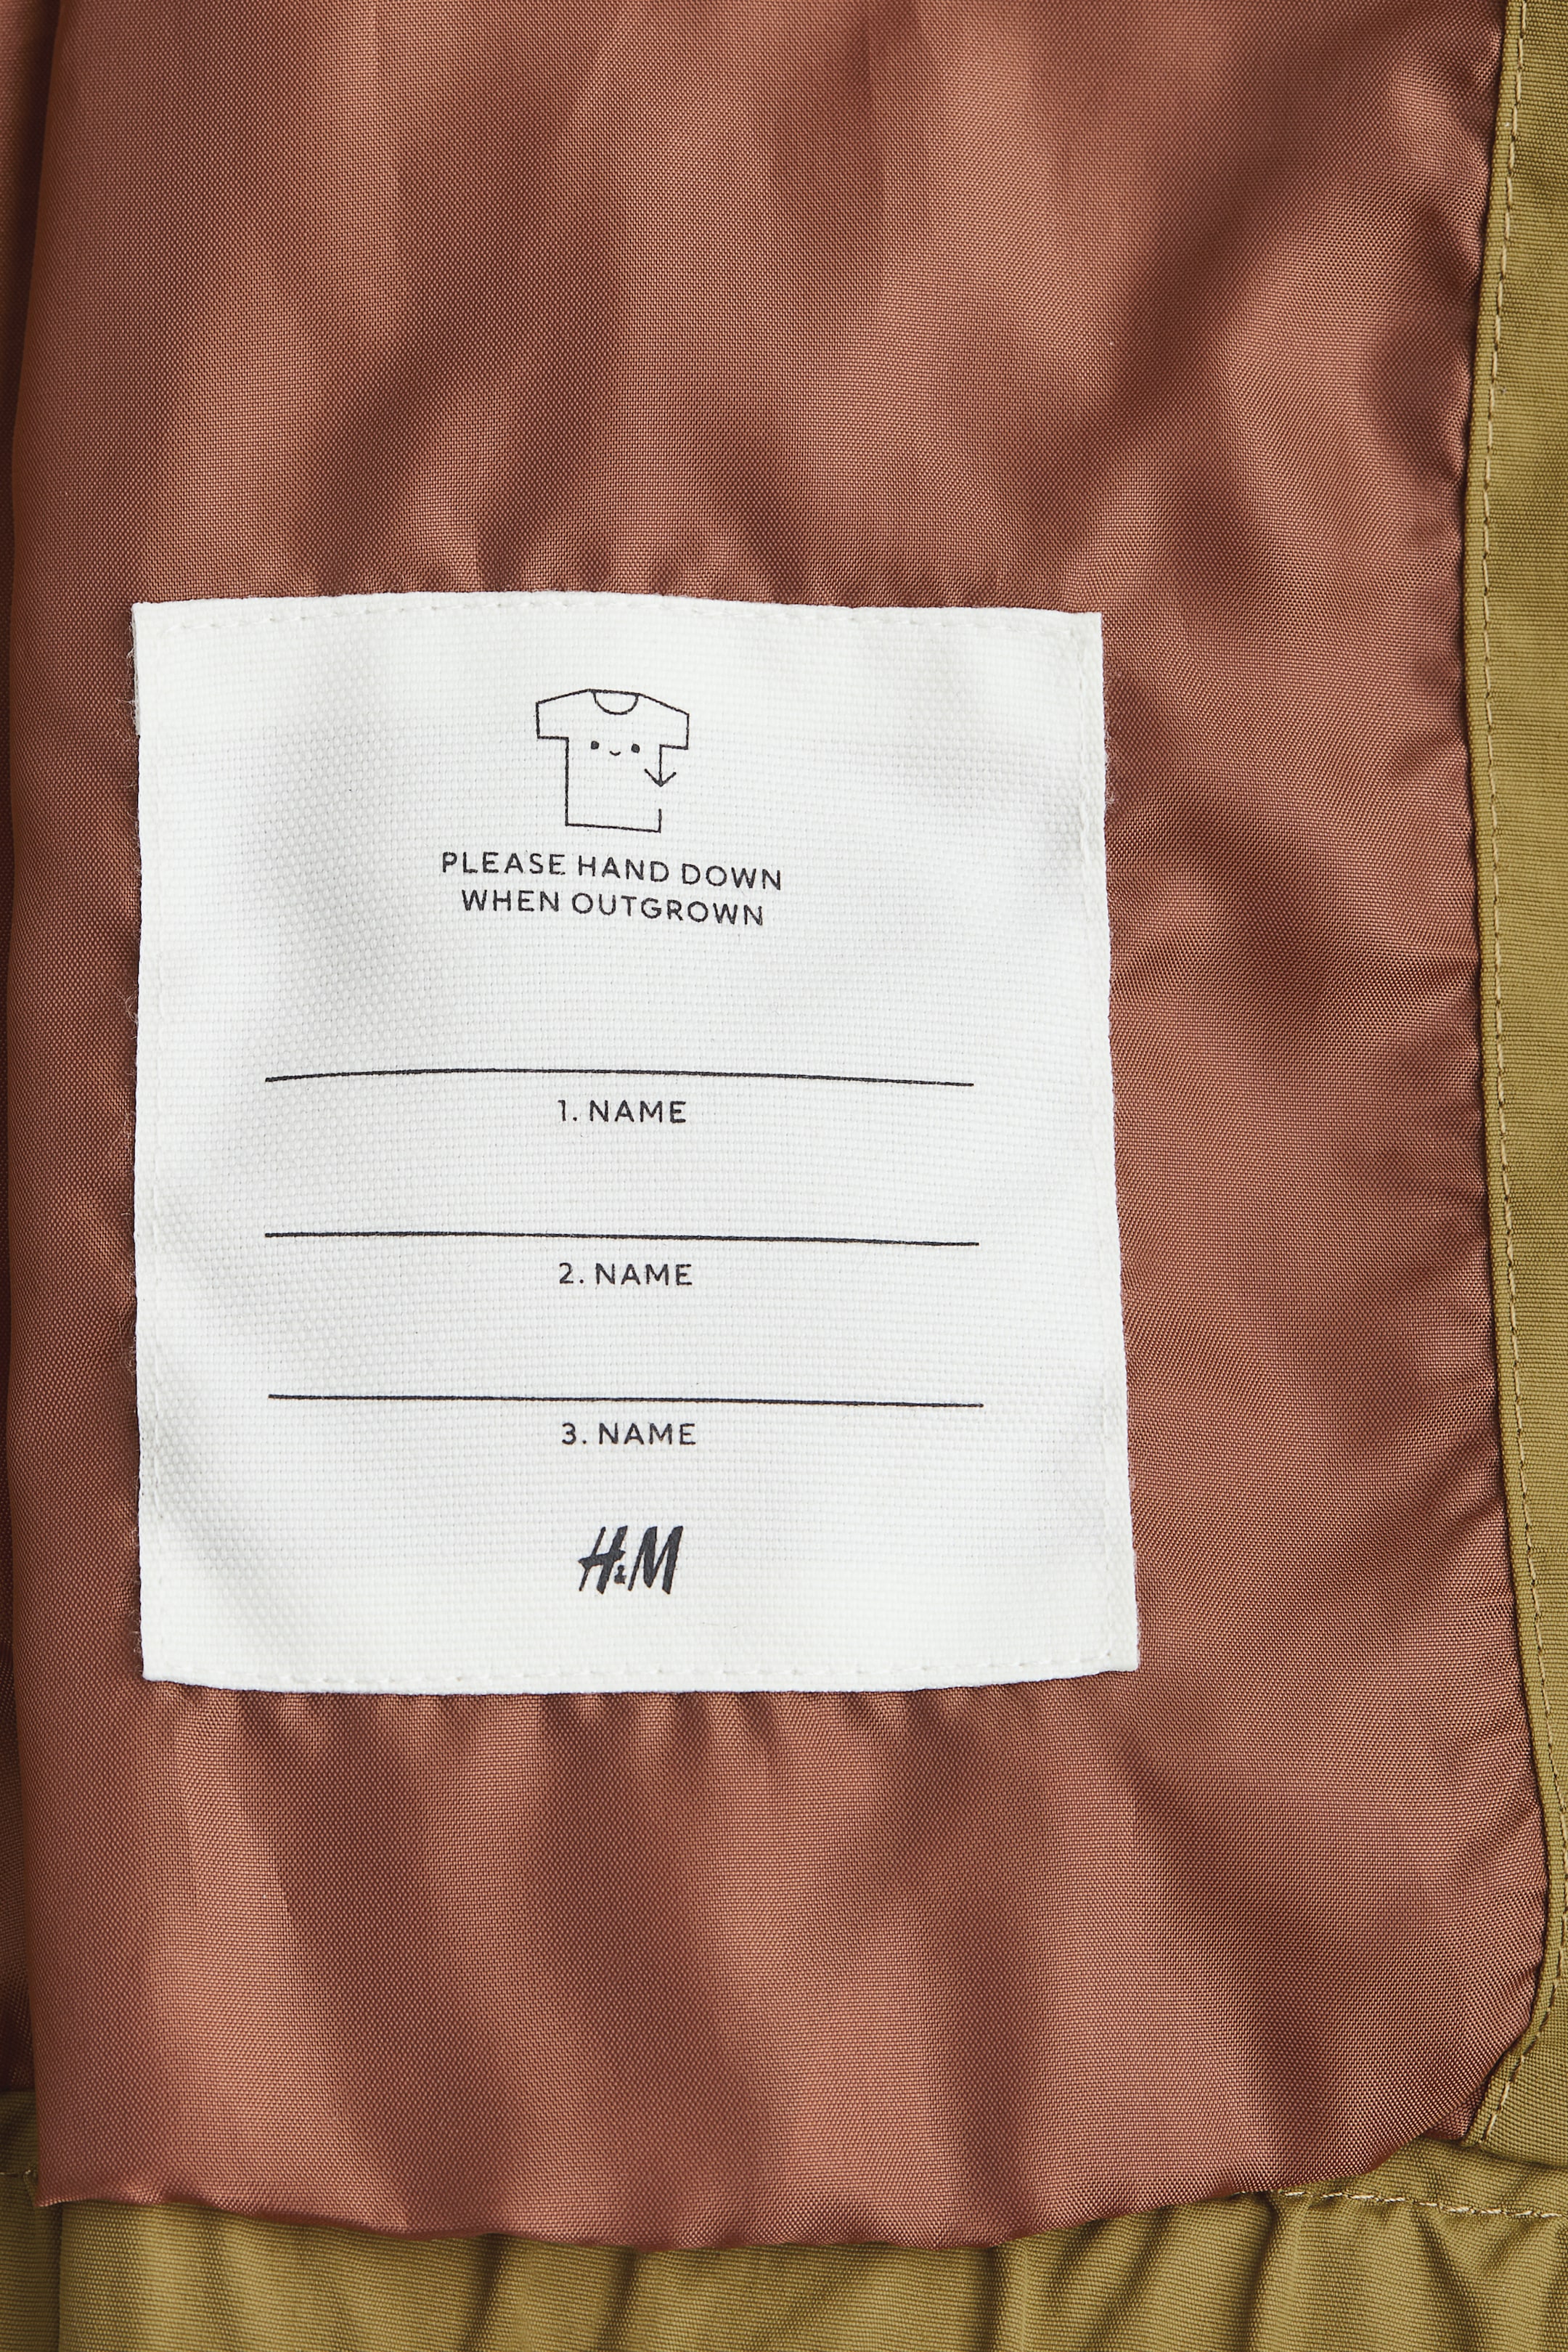 PLEASE HAND DOWN
WHEN OUTGROWN
1. NAME
2. NAME
3. NAME
H&M